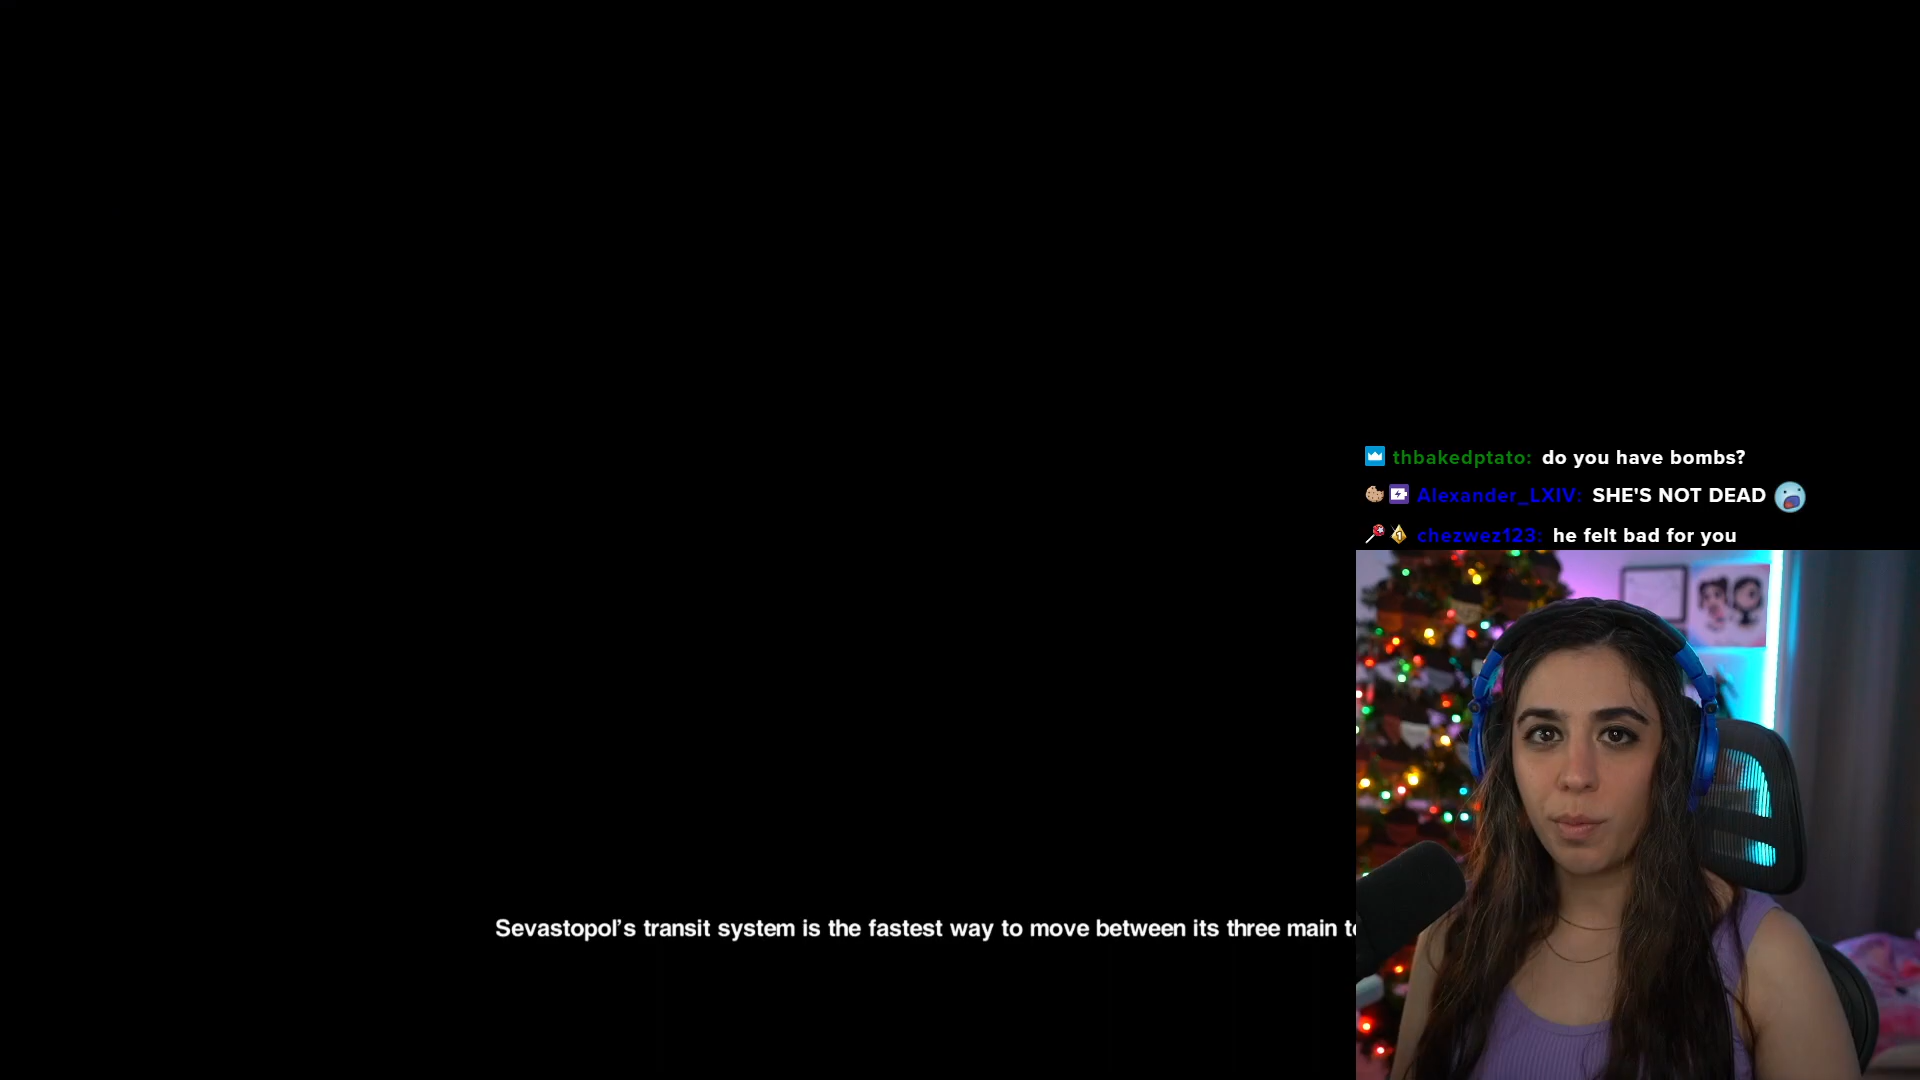 thbakedptato: do you have bombs?
Alexander_LXIV: SHE'S NOT DEAD
chezwez123: he felt bad for you
Sevastopol’s transit system is the fastest way to move between its three main